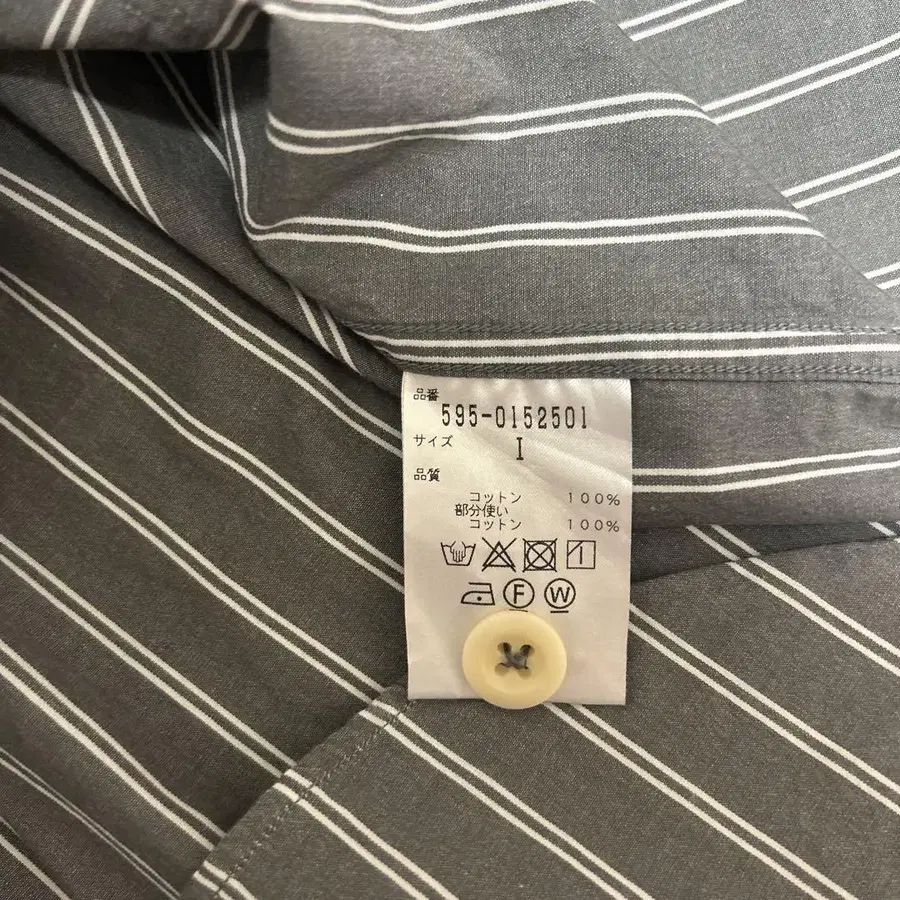 品番
595-0152501
サイズ I
品質
コットン 100%
部分使い
コットン 100%
F W